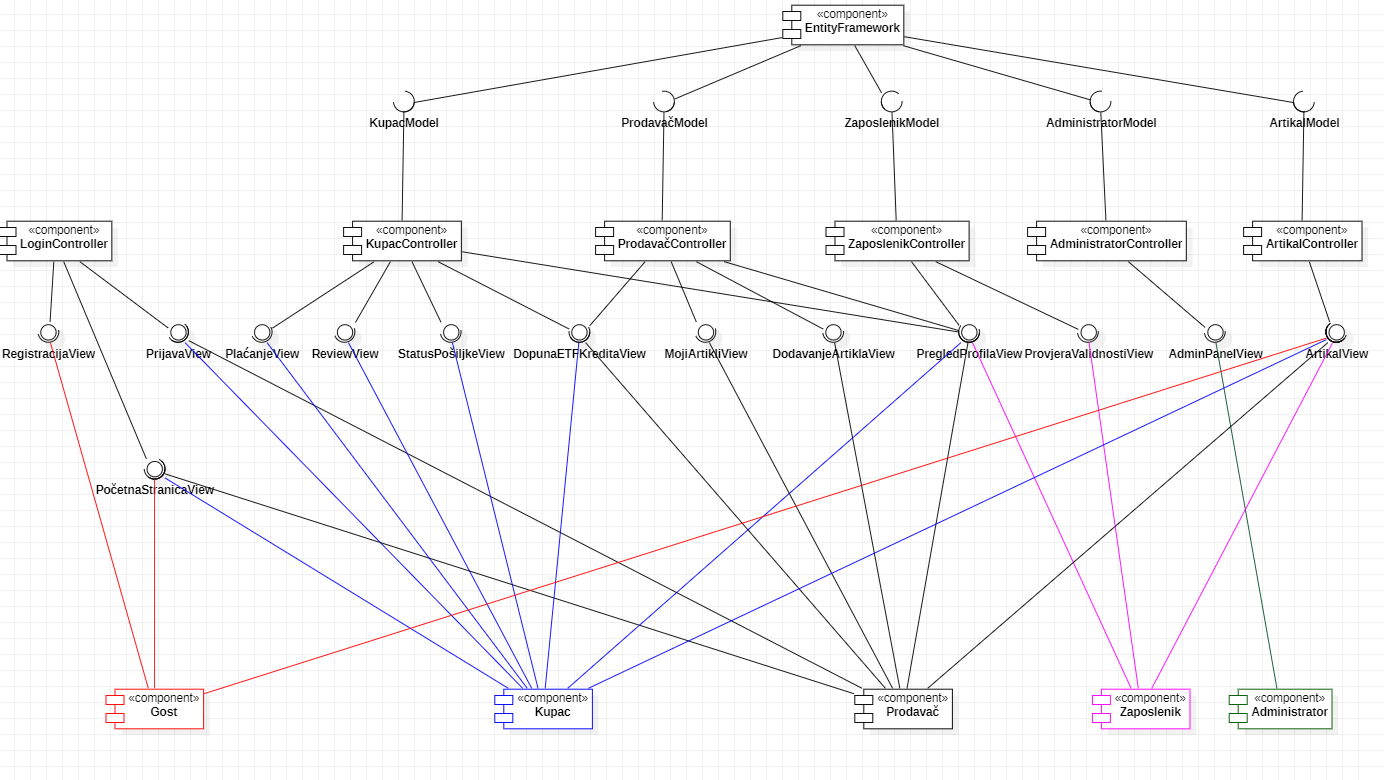 «component»
EntityFramework
KupacModel
ProdavačModel
ZaposlenikModel
AdministratorModel
ArtikalModel
«component»
LoginController
«component»
KupacController
«component»
ProdavačController
«component»
ZaposlenikController
«component»
AdministratorController
«component»
ArtikalController
RegistracijaView
PrijavaView
PlaćanjeView
ReviewView
StatusPošiljkeView
DopunaETFKreditaView
MojiArtikliView
DodavanjeArtiklaView
PregledProfilaView
ProvjeraValidnostiView
AdminPanelView
ArtikalView
PočetnaStranicaView
«component»
Gost
«component»
Kupac
«component»
Prodavač
«component»
Zaposlenik
«component»
Administrator